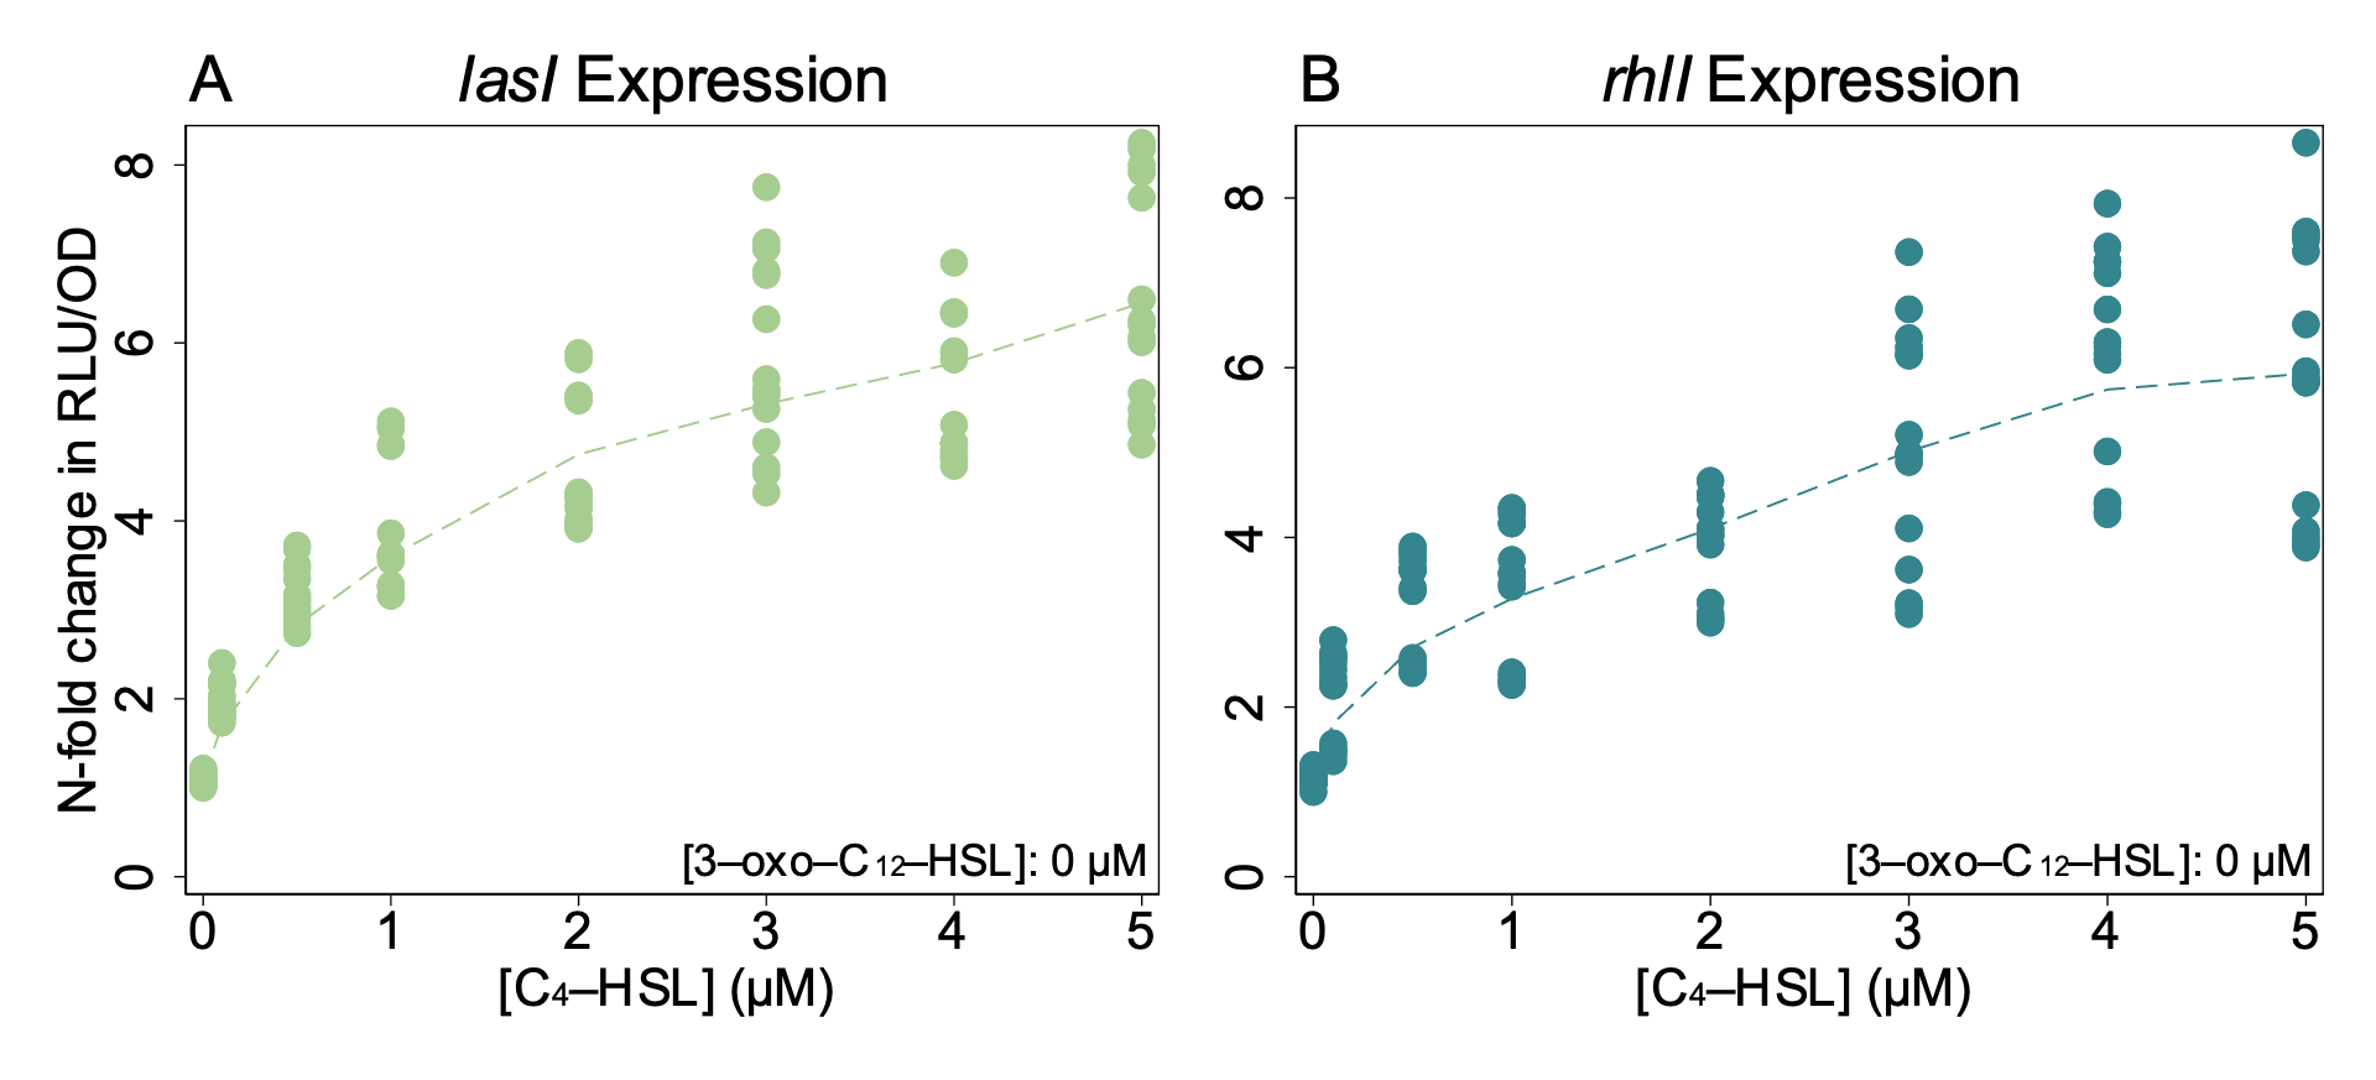 A
lasI Expression
N-fold change in RLU/OD
8
6
4
2
0
[3–oxo–C12–HSL]: 0 µM
0 1 2 3 4 5
[C4–HSL] (µM)
B
rhlI Expression
8
6
4
2
0
[3–oxo–C12–HSL]: 0 µM
0 1 2 3 4 5
[C4–HSL] (µM)